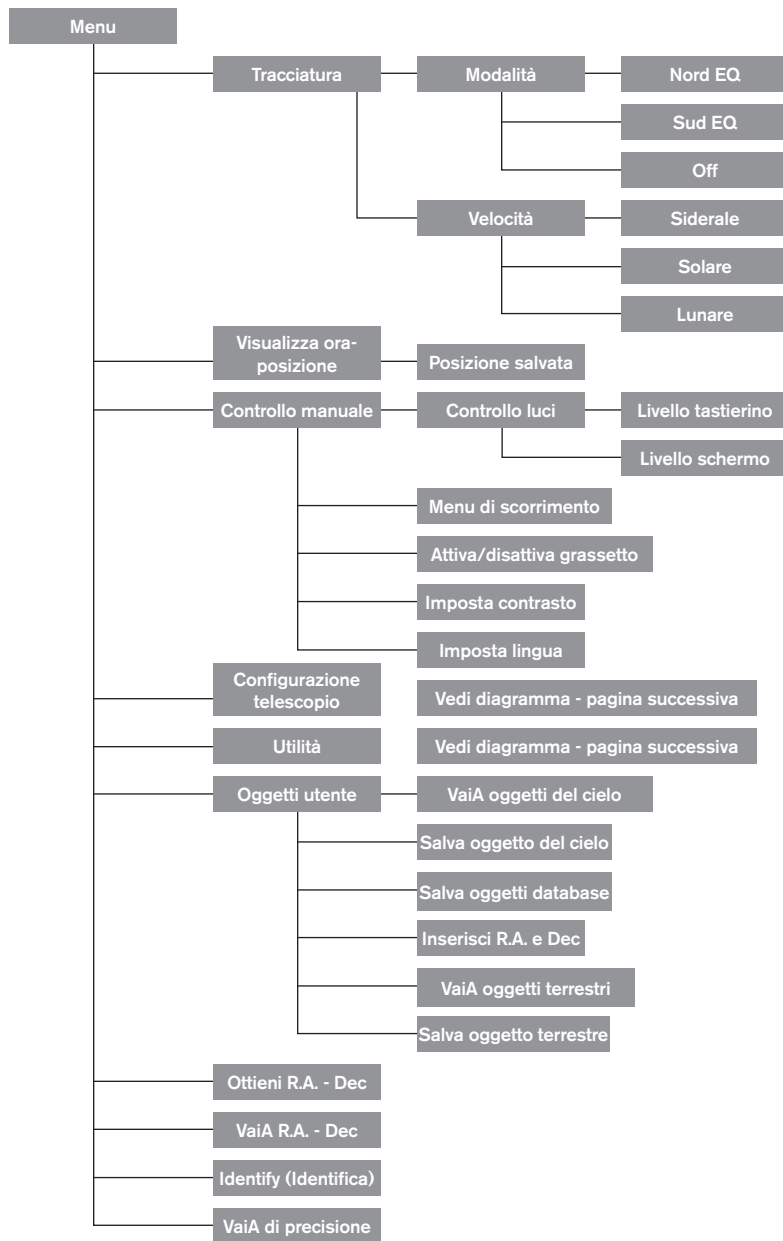 Menu
Tracciatura
Modalità
Nord EQ
Sud EQ
Off
Velocità
Siderale
Solare
Lunare
Visualizza ora-
posizione
Posizione salvata
Controllo manuale
Controllo luci
Livello tastierino
Livello schermo
Menu di scorrimento
Attiva/disattiva grassetto
Imposta contrasto
Imposta lingua
Configurazione
telescopio
Vedi diagramma - pagina successiva
Utilità
Vedi diagramma - pagina successiva
Oggetti utente
VaiA oggetti del cielo
Salva oggetto del cielo
Salva oggetti database
Inserisci R.A. e Dec
VaiA oggetti terrestri
Salva oggetto terrestre
Ottieni R.A. - Dec
VaiA R.A. - Dec
Identify (Identifica)
VaiA di precisione